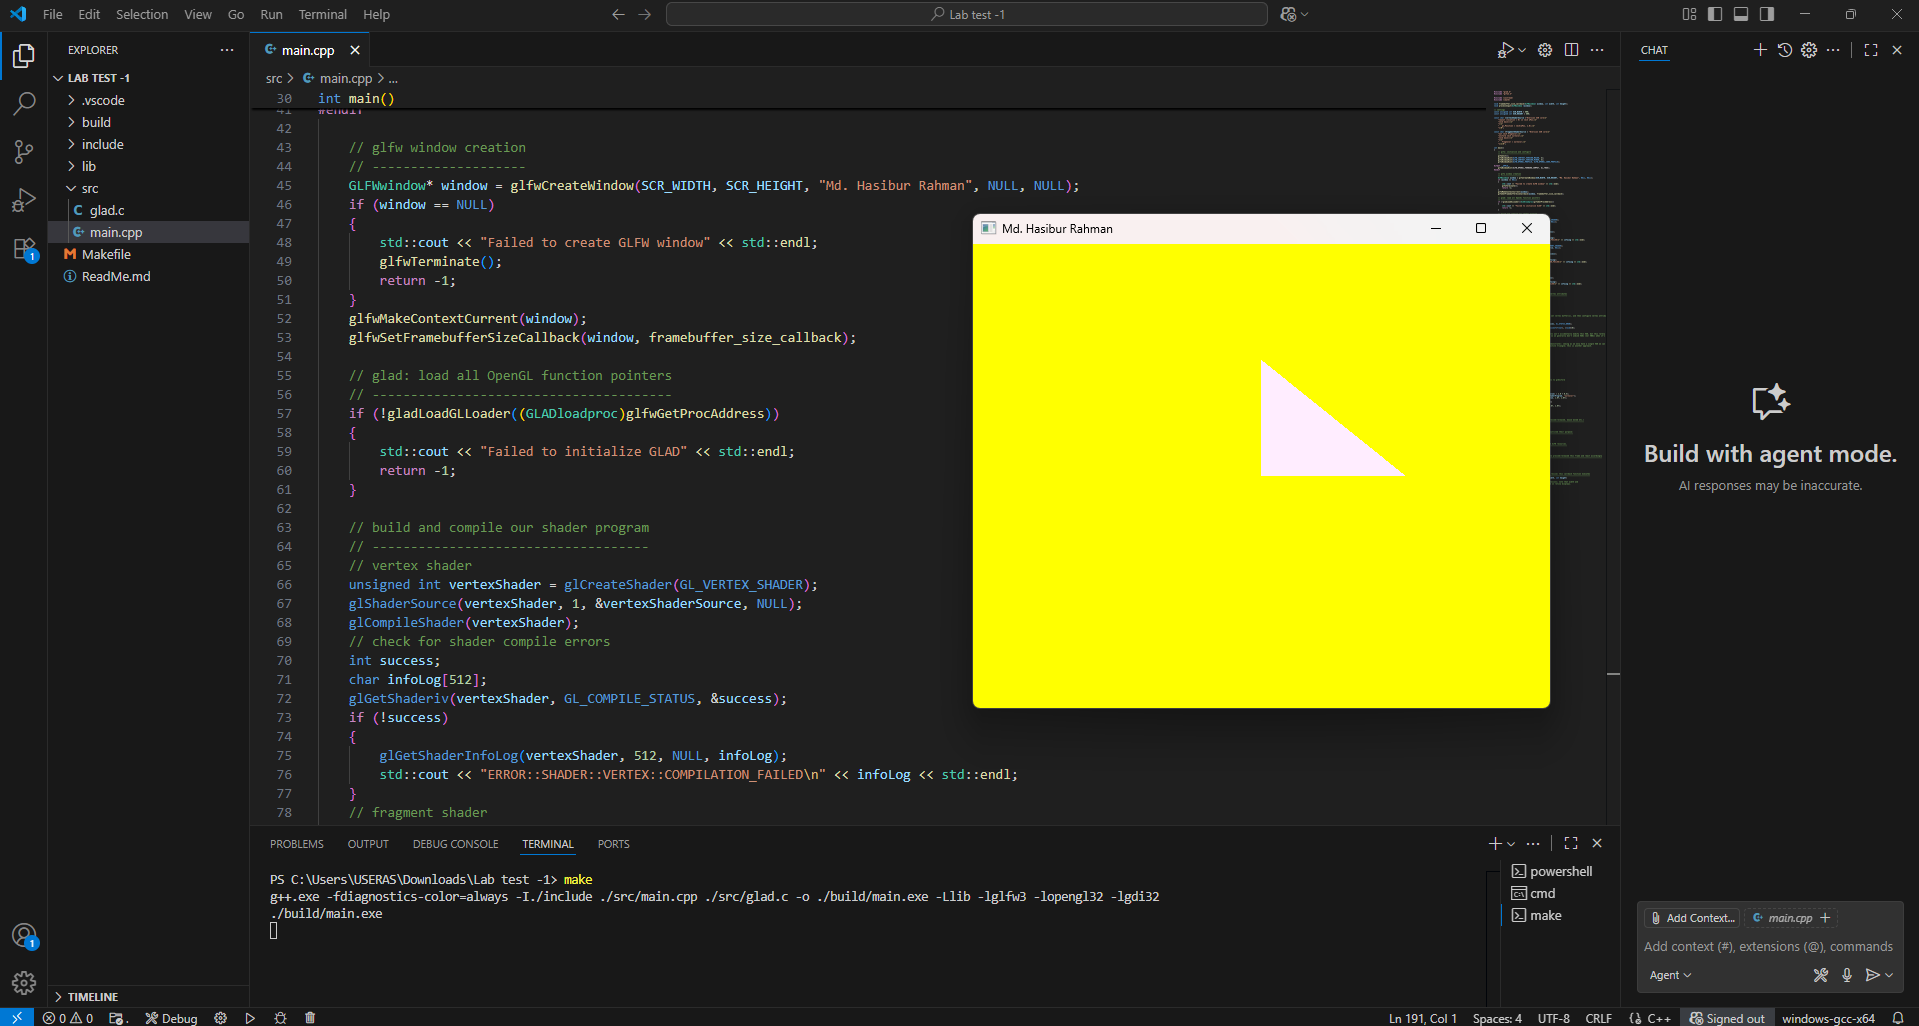 File Edit Selection View Go Run Terminal Help
Lab test -1
EXPLORER
LAB TEST -1
.vscode
build
include
lib
src
glad.c
main.cpp
Makefile
ReadMe.md
TIMELINE
main.cpp
src > main.cpp > ...
30 int main()
41 #endif
42
43 // glfw window creation
44 // --------------------
45 GLFWwindow* window = glfwCreateWindow(SCR_WIDTH, SCR_HEIGHT, "Md. Hasibur Rahman", NULL, NULL);
46 if (window == NULL)
47 {
48 std::cout << "Failed to create GLFW window" << std::endl;
49 glfwTerminate();
50 return -1;
51 }
52 glfwMakeContextCurrent(window);
53 glfwSetFramebufferSizeCallback(window, framebuffer_size_callback);
54
55 // glad: load all OpenGL function pointers
56 // ---------------------------------------
57 if (!gladLoadGLLoader((GLADloadproc)glfwGetProcAddress))
58 {
59 std::cout << "Failed to initialize GLAD" << std::endl;
60 return -1;
61 }
62
63 // build and compile our shader program
64 // ------------------------------------
65 // vertex shader
66 unsigned int vertexShader = glCreateShader(GL_VERTEX_SHADER);
67 glShaderSource(vertexShader, 1, &vertexShaderSource, NULL);
68 glCompileShader(vertexShader);
69 // check for shader compile errors
70 int success;
71 char infoLog[512];
72 glGetShaderiv(vertexShader, GL_COMPILE_STATUS, &success);
73 if (!success)
74 {
75 glGetShaderInfoLog(vertexShader, 512, NULL, infoLog);
76 std::cout << "ERROR::SHADER::VERTEX::COMPILATION_FAILED\n" << infoLog << std::endl;
77 }
78 // fragment shader
Md. Hasibur Rahman
PROBLEMS OUTPUT DEBUG CONSOLE TERMINAL PORTS
PS C:\Users\USERAS\Downloads\Lab test -1> make
g++.exe -fdiagnostics-color=always -I./include ./src/main.cpp ./src/glad.c -o ./build/main.exe -Llib -lglfw3 -lopengl32 -lgdi32
./build/main.exe
powershell
cmd
make
CHAT
Build with agent mode.
AI responses may be inaccurate.
Add Context... main.cpp
Add context (#), extensions (@), commands
Agent
1
1
0 0 Debug
Ln 191, Col 1 Spaces: 4 UTF-8 CRLF {} C++ Signed out windows-gcc-x64